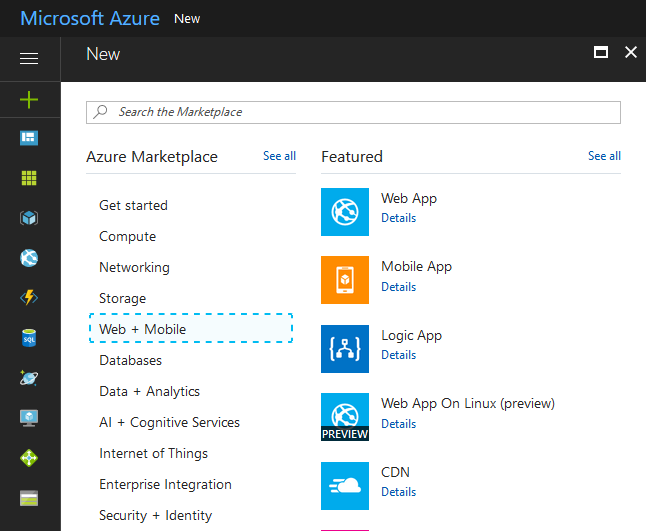 Microsoft Azure New
New
Search the Marketplace
Azure Marketplace See all
Get started
Compute
Networking
Storage
Web + Mobile
Databases
Data + Analytics
AI + Cognitive Services
Internet of Things
Enterprise Integration
Security + Identity
Featured See all
Web App
Details
Mobile App
Details
Logic App
Details
Web App On Linux (preview)
Details
PREVIEW
CDN
Details
SQL